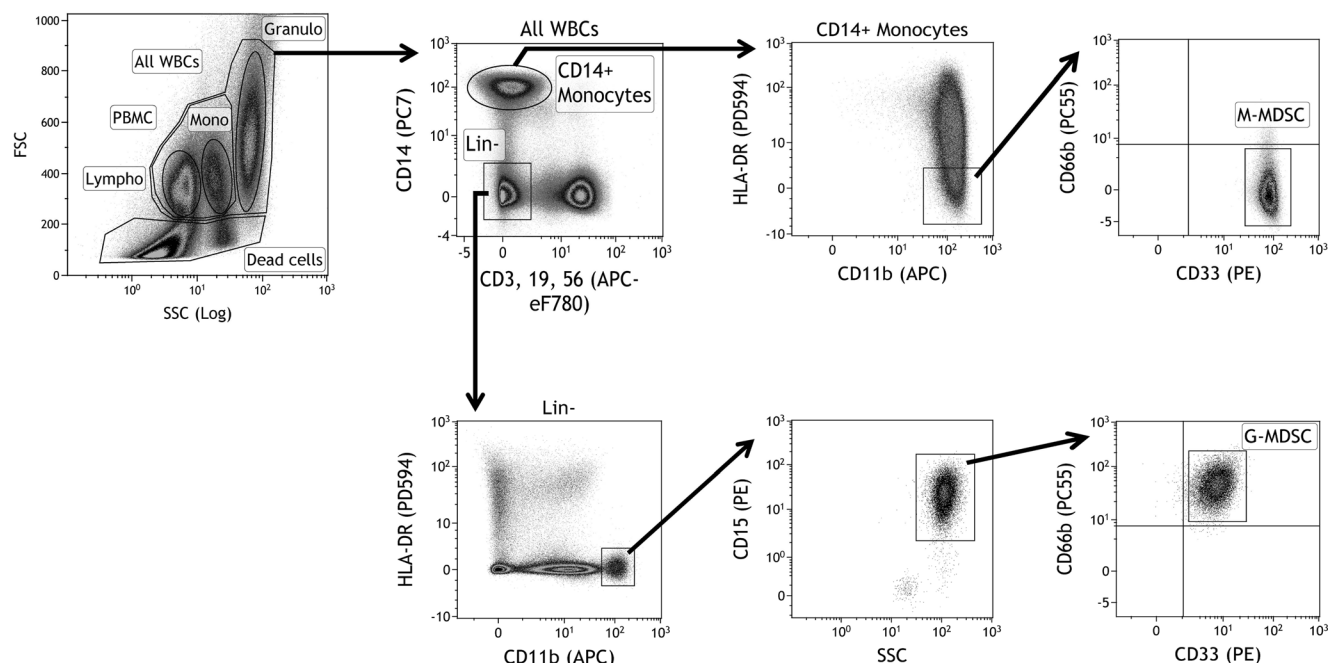 1000
800
600
400
200
0
FSC
Granulo
All WBCs
PBMC
Mono
Lympho
Dead cells
10⁰
10¹
10²
10³
SSC (Log)
All WBCs
10³
10²
10¹
0
-4
CD14 (PC7)
CD14+
Monocytes
Lin-
-5
0
10¹
10²
10³
CD3, 19, 56 (APC-
eF780)
CD14+ Monocytes
10³
10²
10
0
-10
HLA-DR (PD594)
0
10¹
10²
10³
CD11b (APC)
10³
10²
10¹
0
-5
CD66b (PC55)
M-MDSC
0
10¹
10²
10³
CD33 (PE)
Lin-
10³
10²
10
0
-10
HLA-DR (PD594)
0
10¹
10²
10³
CD11b (APC)
10³
10²
10¹
10⁰
0
CD15 (PE)
10⁰
10¹
10²
10³
SSC
10³
10²
10¹
0
-5
CD66b (PC55)
G-MDSC
0
10¹
10²
10³
CD33 (PE)